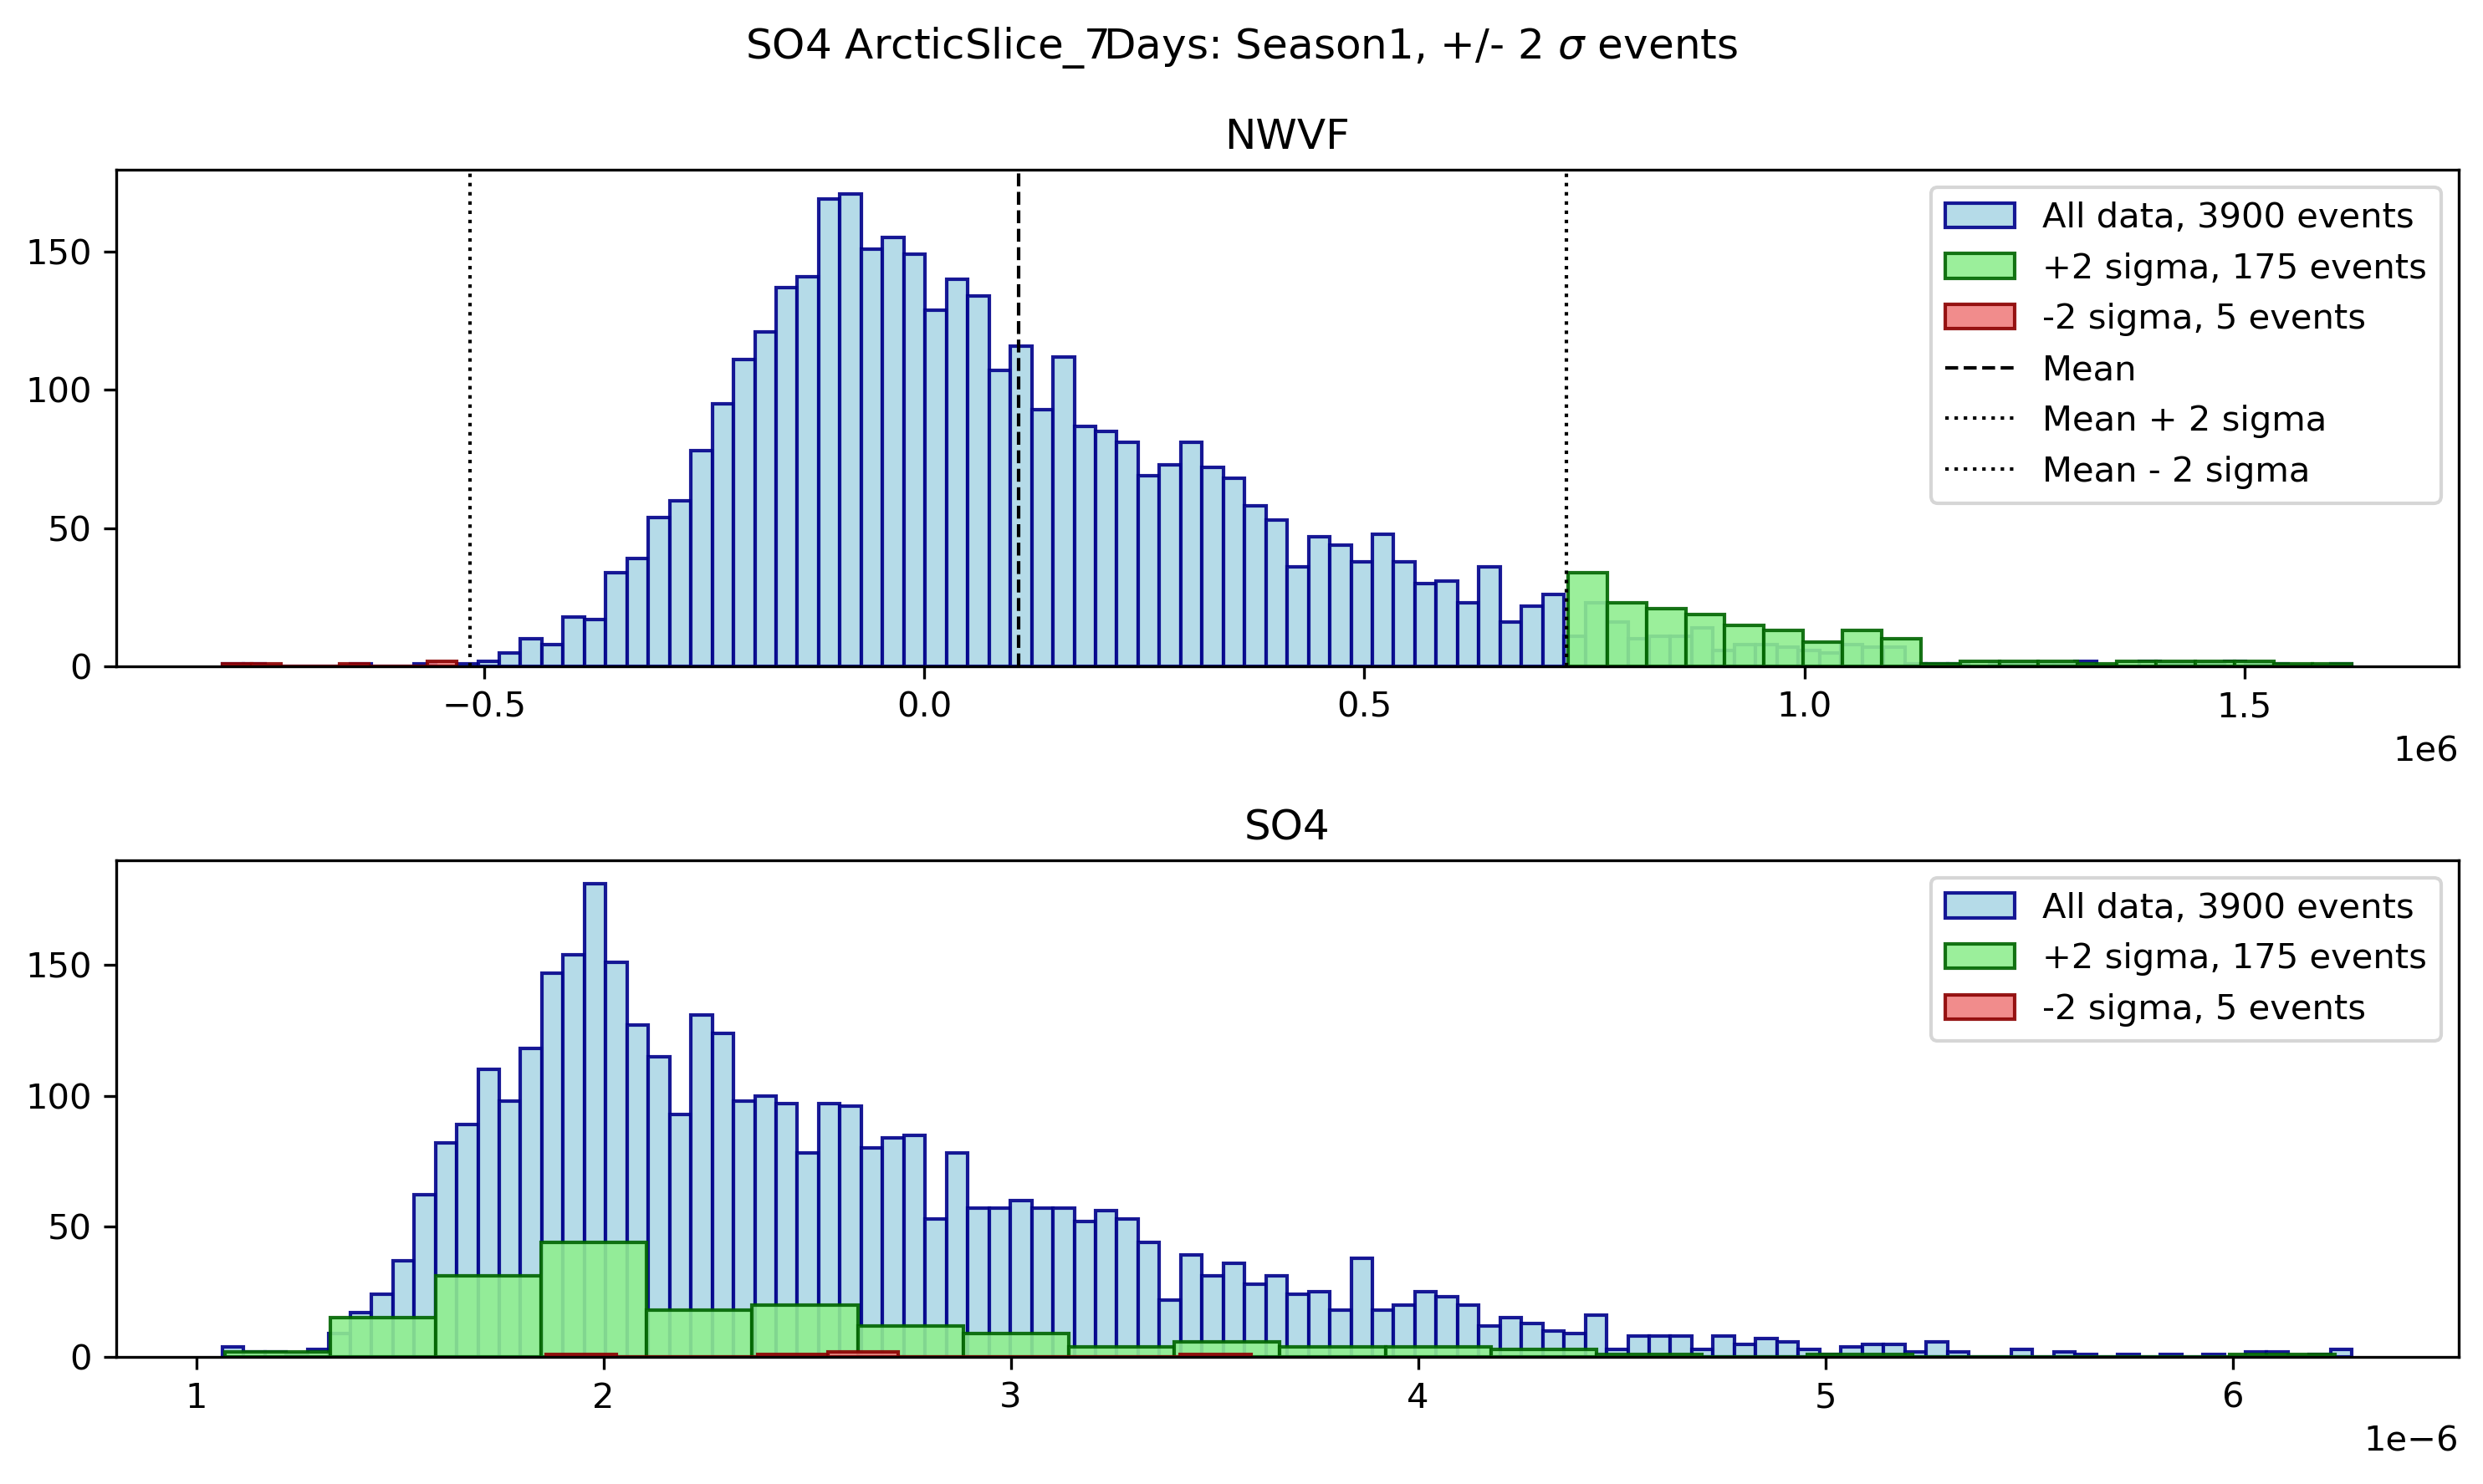 SO4 ArcticSlice_7Days: Season1, +/- 2 σ events
NWVF
150
100
50
0
−0.5 0.0 0.5 1.0 1.5
1e6
All data, 3900 events
+2 sigma, 175 events
-2 sigma, 5 events
Mean
Mean + 2 sigma
Mean - 2 sigma
SO4
150
100
50
0
1 2 3 4 5 6
1e−6
All data, 3900 events
+2 sigma, 175 events
-2 sigma, 5 events